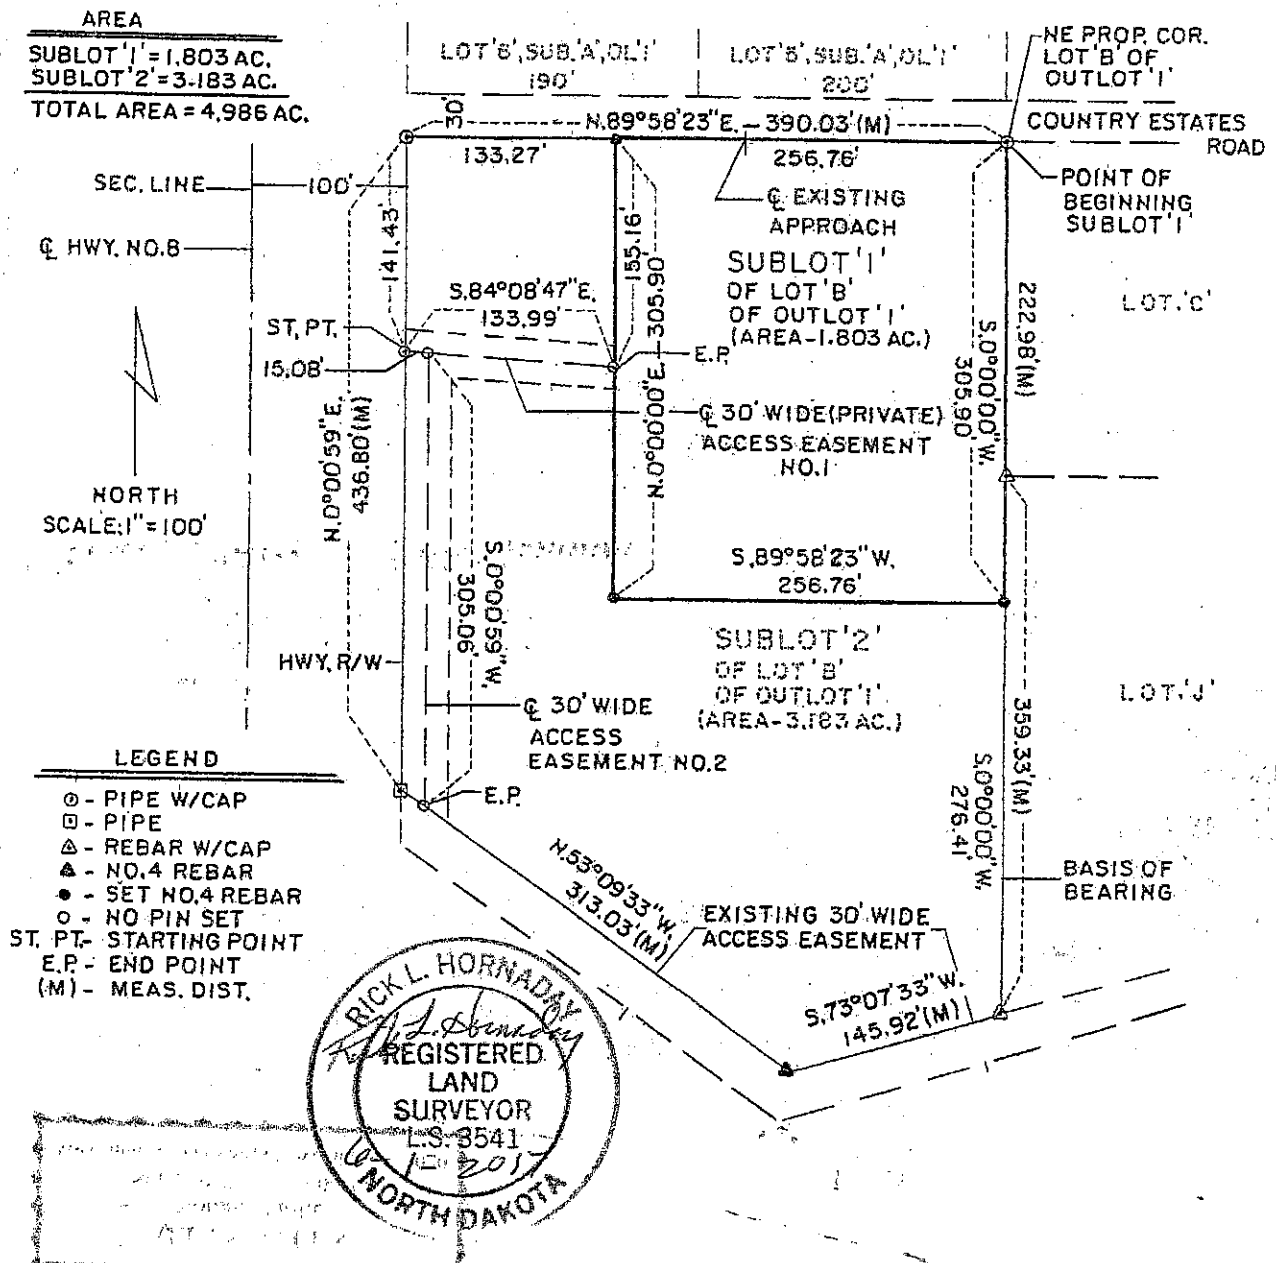 AREA
SUBLOT '1' = 1.803 AC.
SUBLOT '2' = 3.183 AC.
TOTAL AREA = 4.986 AC.
LOT '6', SUB. 'A', OL '1'
190'
LOT '5', SUB. 'A', OL '1'
200'
NE PROP. COR.
LOT 'B' OF
OUTLOT '1'
30'
N.89°58'23"E. - 390.03'(M)
COUNTRY ESTATES
ROAD
133.27'
256.76'
SEC. LINE
100'
POINT OF
BEGINNING
SUBLOT '1'
℄ EXISTING
APPROACH
℄ HWY. NO.8
141.43'
155.16'
N.0°00'00"E. 305.90'
SUBLOT '1'
OF LOT 'B'
OF OUTLOT '1'
(AREA-1.803 AC.)
S.84°08'47"E.
133.99'
222.98'(M)
LOT 'C'
ST. PT.
E.P.
15.08'
S.0°00'00"W.
305.90'
N.0°00'59"E.
436.80'(M)
℄ 30' WIDE (PRIVATE)
ACCESS EASEMENT
NO.1
NORTH
SCALE: 1" = 100'
S.0°00'59"W.
305.06'
S.89°58'23"W.
256.76'
SUBLOT '2'
OF LOT 'B'
OF OUTLOT '1'
(AREA-3.183 AC.)
HWY. R/W
LOT 'J'
℄ 30' WIDE
ACCESS
EASEMENT NO.2
359.33'(M)
S.0°00'00"W.
276.41'
LEGEND
⊙ - PIPE W/CAP
⊡ - PIPE
△ - REBAR W/CAP
▲ - NO.4 REBAR
● - SET NO.4 REBAR
○ - NO PIN SET
ST. PT. - STARTING POINT
E.P. - END POINT
(M) - MEAS. DIST.
E.P.
N.53°09'33"W.
313.03'(M)
BASIS OF
BEARING
EXISTING 30' WIDE
ACCESS EASEMENT
S.73°07'33"W.
145.92'(M)
RICK L. HORNADAY
Rick L. Hornaday
REGISTERED
LAND
SURVEYOR
L.S. 3541
6-1-2017
NORTH DAKOTA